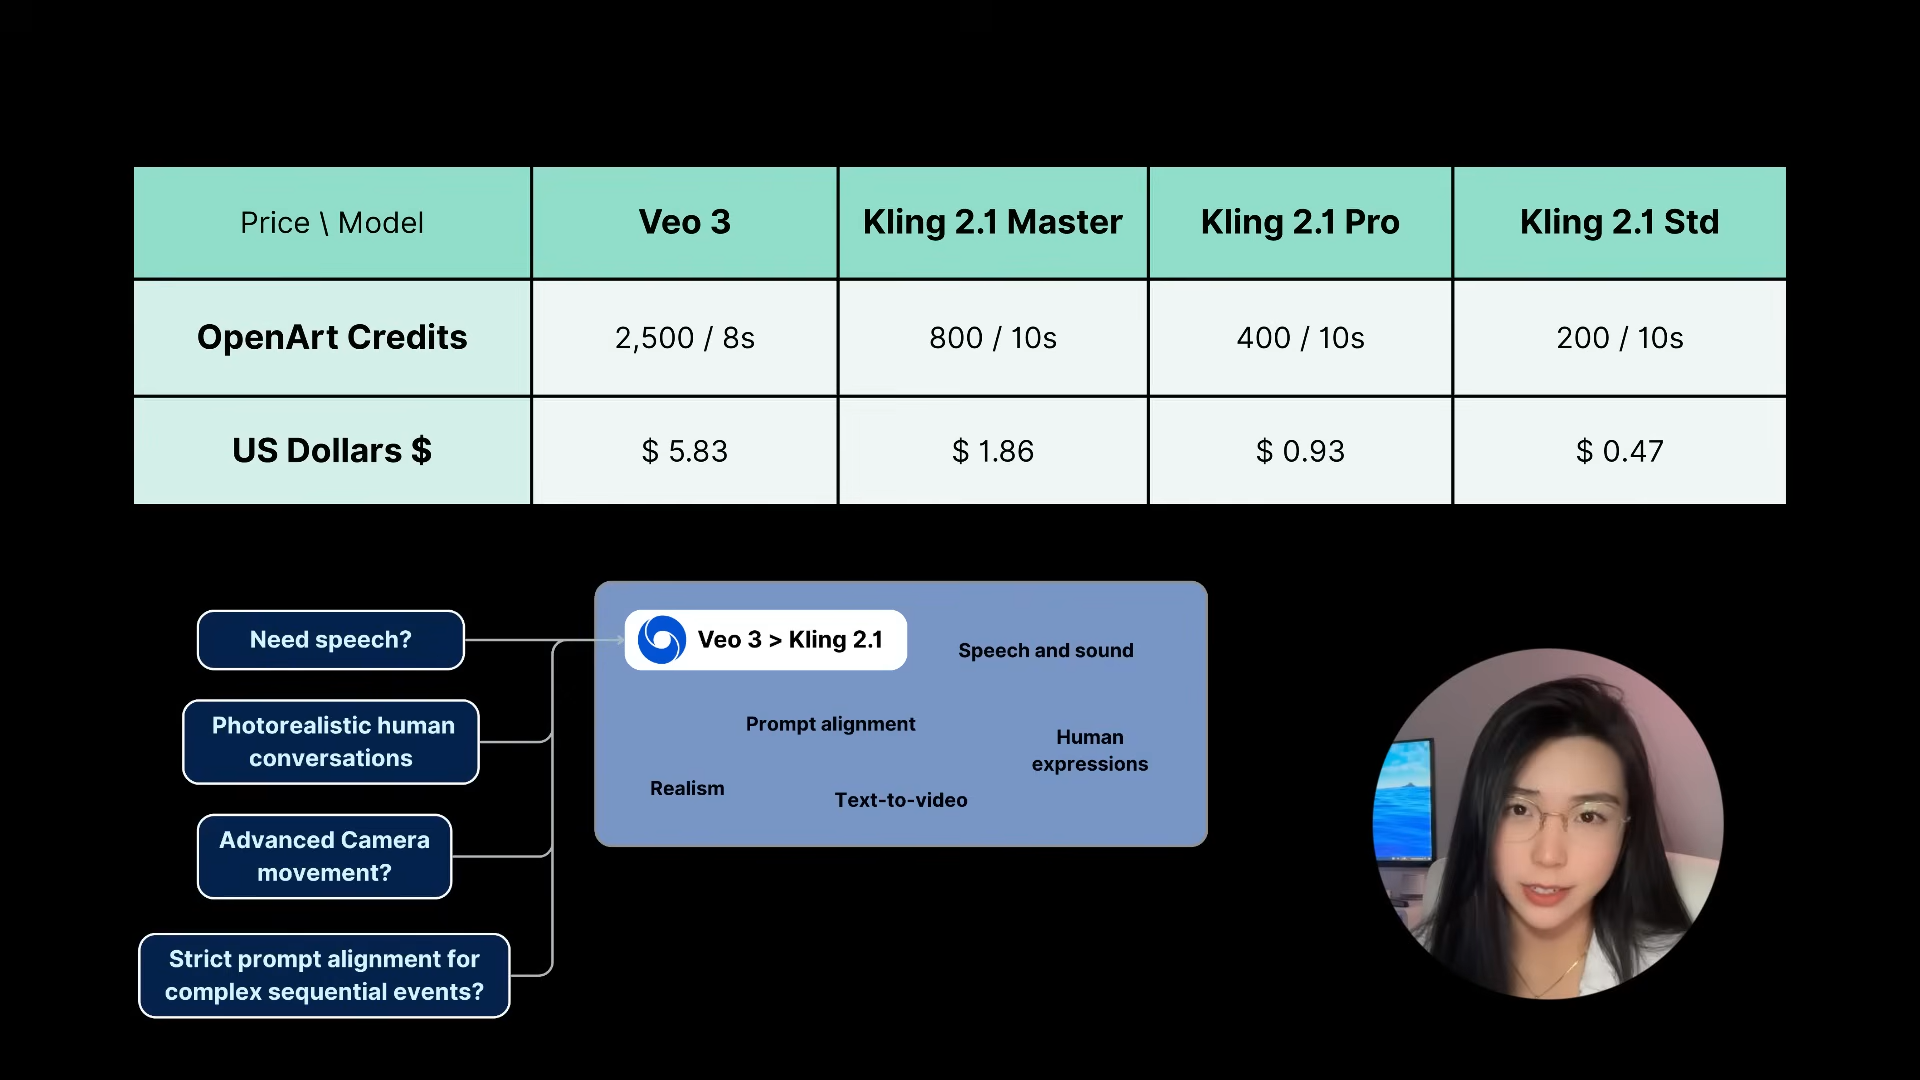 Price \ Model
Veo 3
Kling 2.1 Master
Kling 2.1 Pro
Kling 2.1 Std
OpenArt Credits
2,500 / 8s
800 / 10s
400 / 10s
200 / 10s
US Dollars $
$ 5.83
$ 1.86
$ 0.93
$ 0.47
Need speech?
Photorealistic human
conversations
Advanced Camera
movement?
Strict prompt alignment for
complex sequential events?
Veo 3 > Kling 2.1
Speech and sound
Prompt alignment
Human
expressions
Realism
Text-to-video